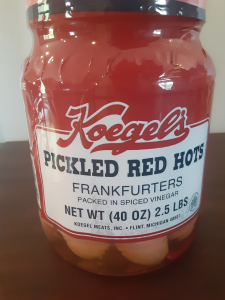 Koegel's
PICKLED RED HOTS
FRANKFURTERS
PACKED IN SPICED VINEGAR
NET WT (40 OZ) 2.5 LBS
KOEGEL MEATS, INC. • FLINT, MICHIGAN 48507